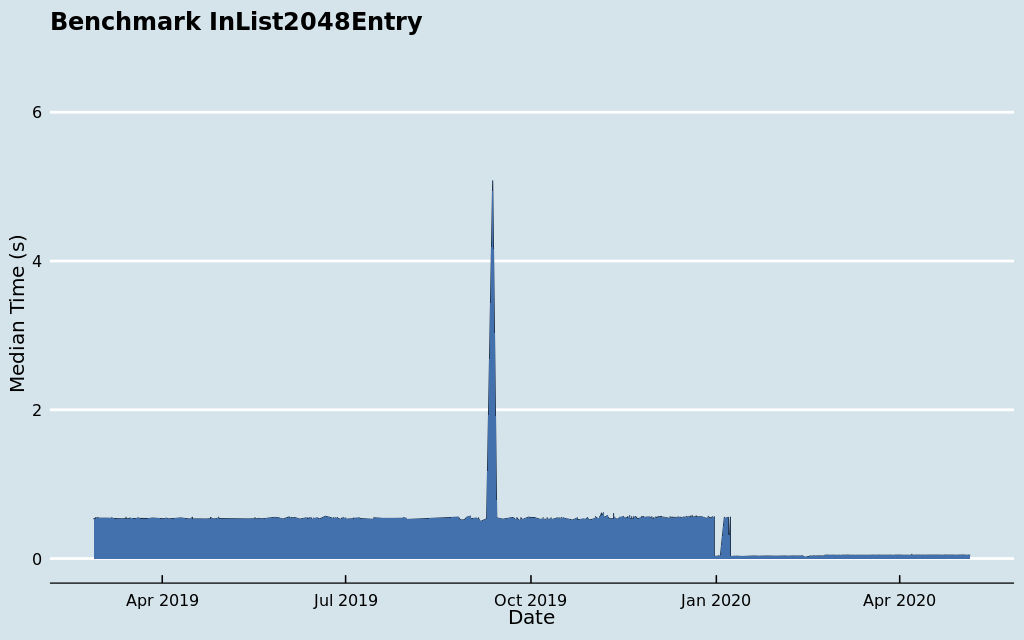 Benchmark InList2048Entry
Median Time (s)
6
4
2
0
Apr 2019
Jul 2019
Oct 2019
Jan 2020
Apr 2020
Date